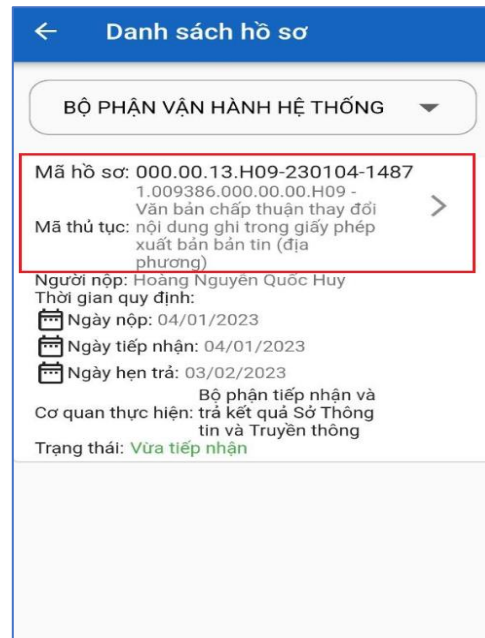 Danh sách hồ sơ
BỘ PHẬN VẬN HÀNH HỆ THỐNG
Mã hồ sơ: 000.00.13.H09-230104-1487
1.009386.000.00.00.H09 -
Văn bản chấp thuận thay đổi
Mã thủ tục: nội dung ghi trong giấy phép
xuất bản bản tin (địa
phương)
Người nộp: Hoàng Nguyễn Quốc Huy
Thời gian quy định:
Ngày nộp: 04/01/2023
Ngày tiếp nhận: 04/01/2023
Ngày hẹn trả: 03/02/2023
Bộ phận tiếp nhận và
Cơ quan thực hiện: trả kết quả Sở Thông
tin và Truyền thông
Trạng thái: Vừa tiếp nhận